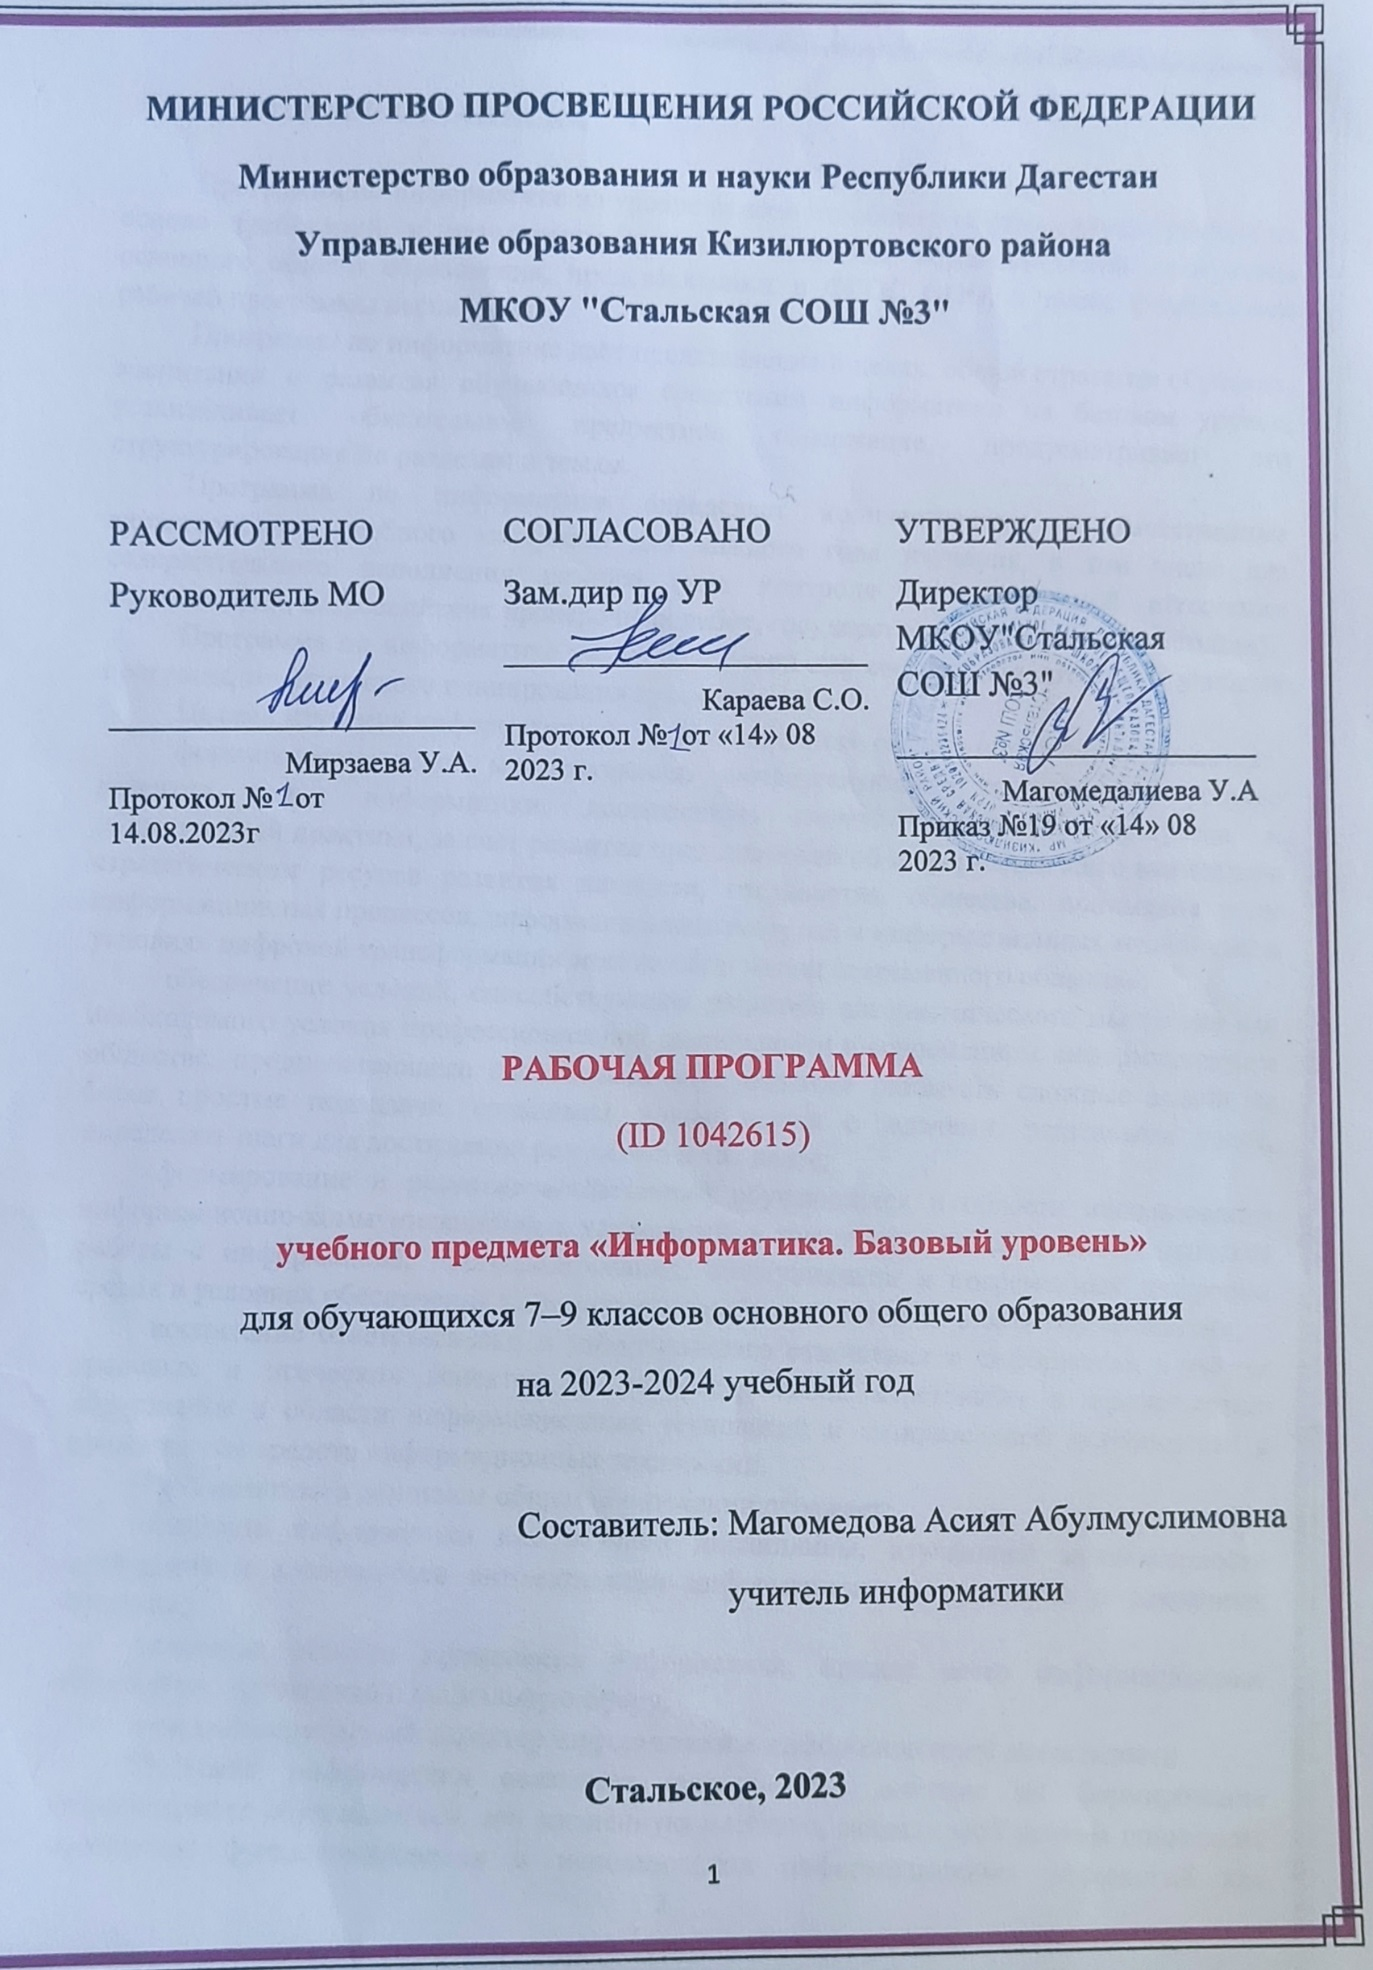 МИНИСТЕРСТВО ПРОСВЕЩЕНИЯ РОССИЙСКОЙ ФЕДЕРАЦИИ
Министерство образования и науки Республики Дагестан
Управление образования Кизилюртовского района
МКОУ "Стальская СОШ №3"
РАССМОТРЕНО
Руководитель МО
Мирзаева У.А.
Протокол №1от
14.08.2023г
СОГЛАСОВАНО
Зам.дир по УР
Караева С.О.
Протокол №1от «14» 08
2023 г.
УТВЕРЖДЕНО
Директор
МКОУ"Стальская
СОШ №3"
Магомедалиева У.А
Приказ №19 от «14» 08
2023 г.
РАБОЧАЯ ПРОГРАММА
(ID 1042615)
учебного предмета «Информатика. Базовый уровень»
для обучающихся 7–9 классов основного общего образования
на 2023-2024 учебный год
Составитель: Магомедова Асият Абулмуслимовна
учитель информатики
Стальское, 2023
1